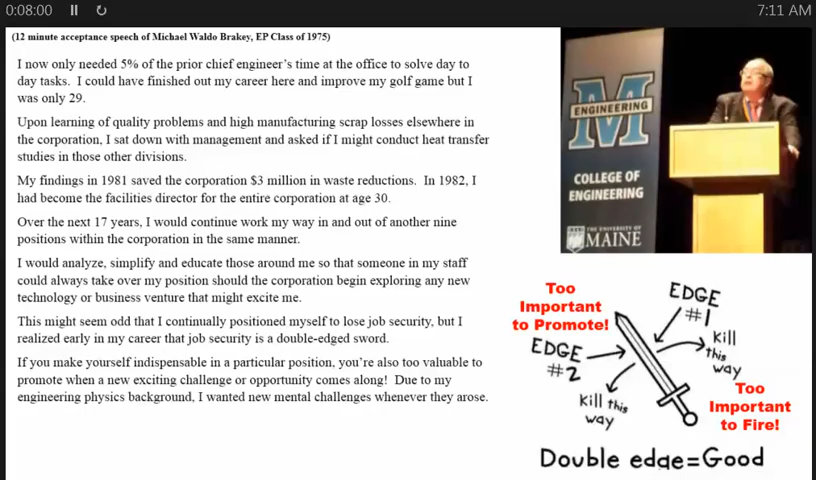 0:08:00
7:11 AM
(12 minute acceptance speech of Michael Waldo Brakey, EP Class of 1975)
I now only needed 5% of the prior chief engineer's time at the office to solve day to
day tasks. I could have finished out my career here and improve my golf game but I
was only 29.
Upon learning of quality problems and high manufacturing scrap losses elsewhere in
the corporation, I sat down with management and asked if I might conduct heat transfer
studies in those other divisions.
My findings in 1981 saved the corporation $3 million in waste reductions. In 1982, I
had become the facilities director for the entire corporation at age 30.
Over the next 17 years, I would continue work my way in and out of another nine
positions within the corporation in the same manner.
I would analyze, simplify and educate those around me so that someone in my staff
could always take over my position should the corporation begin exploring any new
technology or business venture that might excite me.
This might seem odd that I continually positioned myself to lose job security, but I
realized early in my career that job security is a double-edged sword.
If you make yourself indispensable in a particular position, you're also too valuable to
promote when a new exciting challenge or opportunity comes along! Due to my
engineering physics background, I wanted new mental challenges whenever they arose.
M
ENGINEERING
COLLEGE OF
ENGINEERING
THE UNIVERSITY OF
MAINE
Too
Important
to Promote!
EDGE
#1
Kill
this
way
EDGE
#2
Kill this
way
Too
Important
to Fire!
Double edge=Good